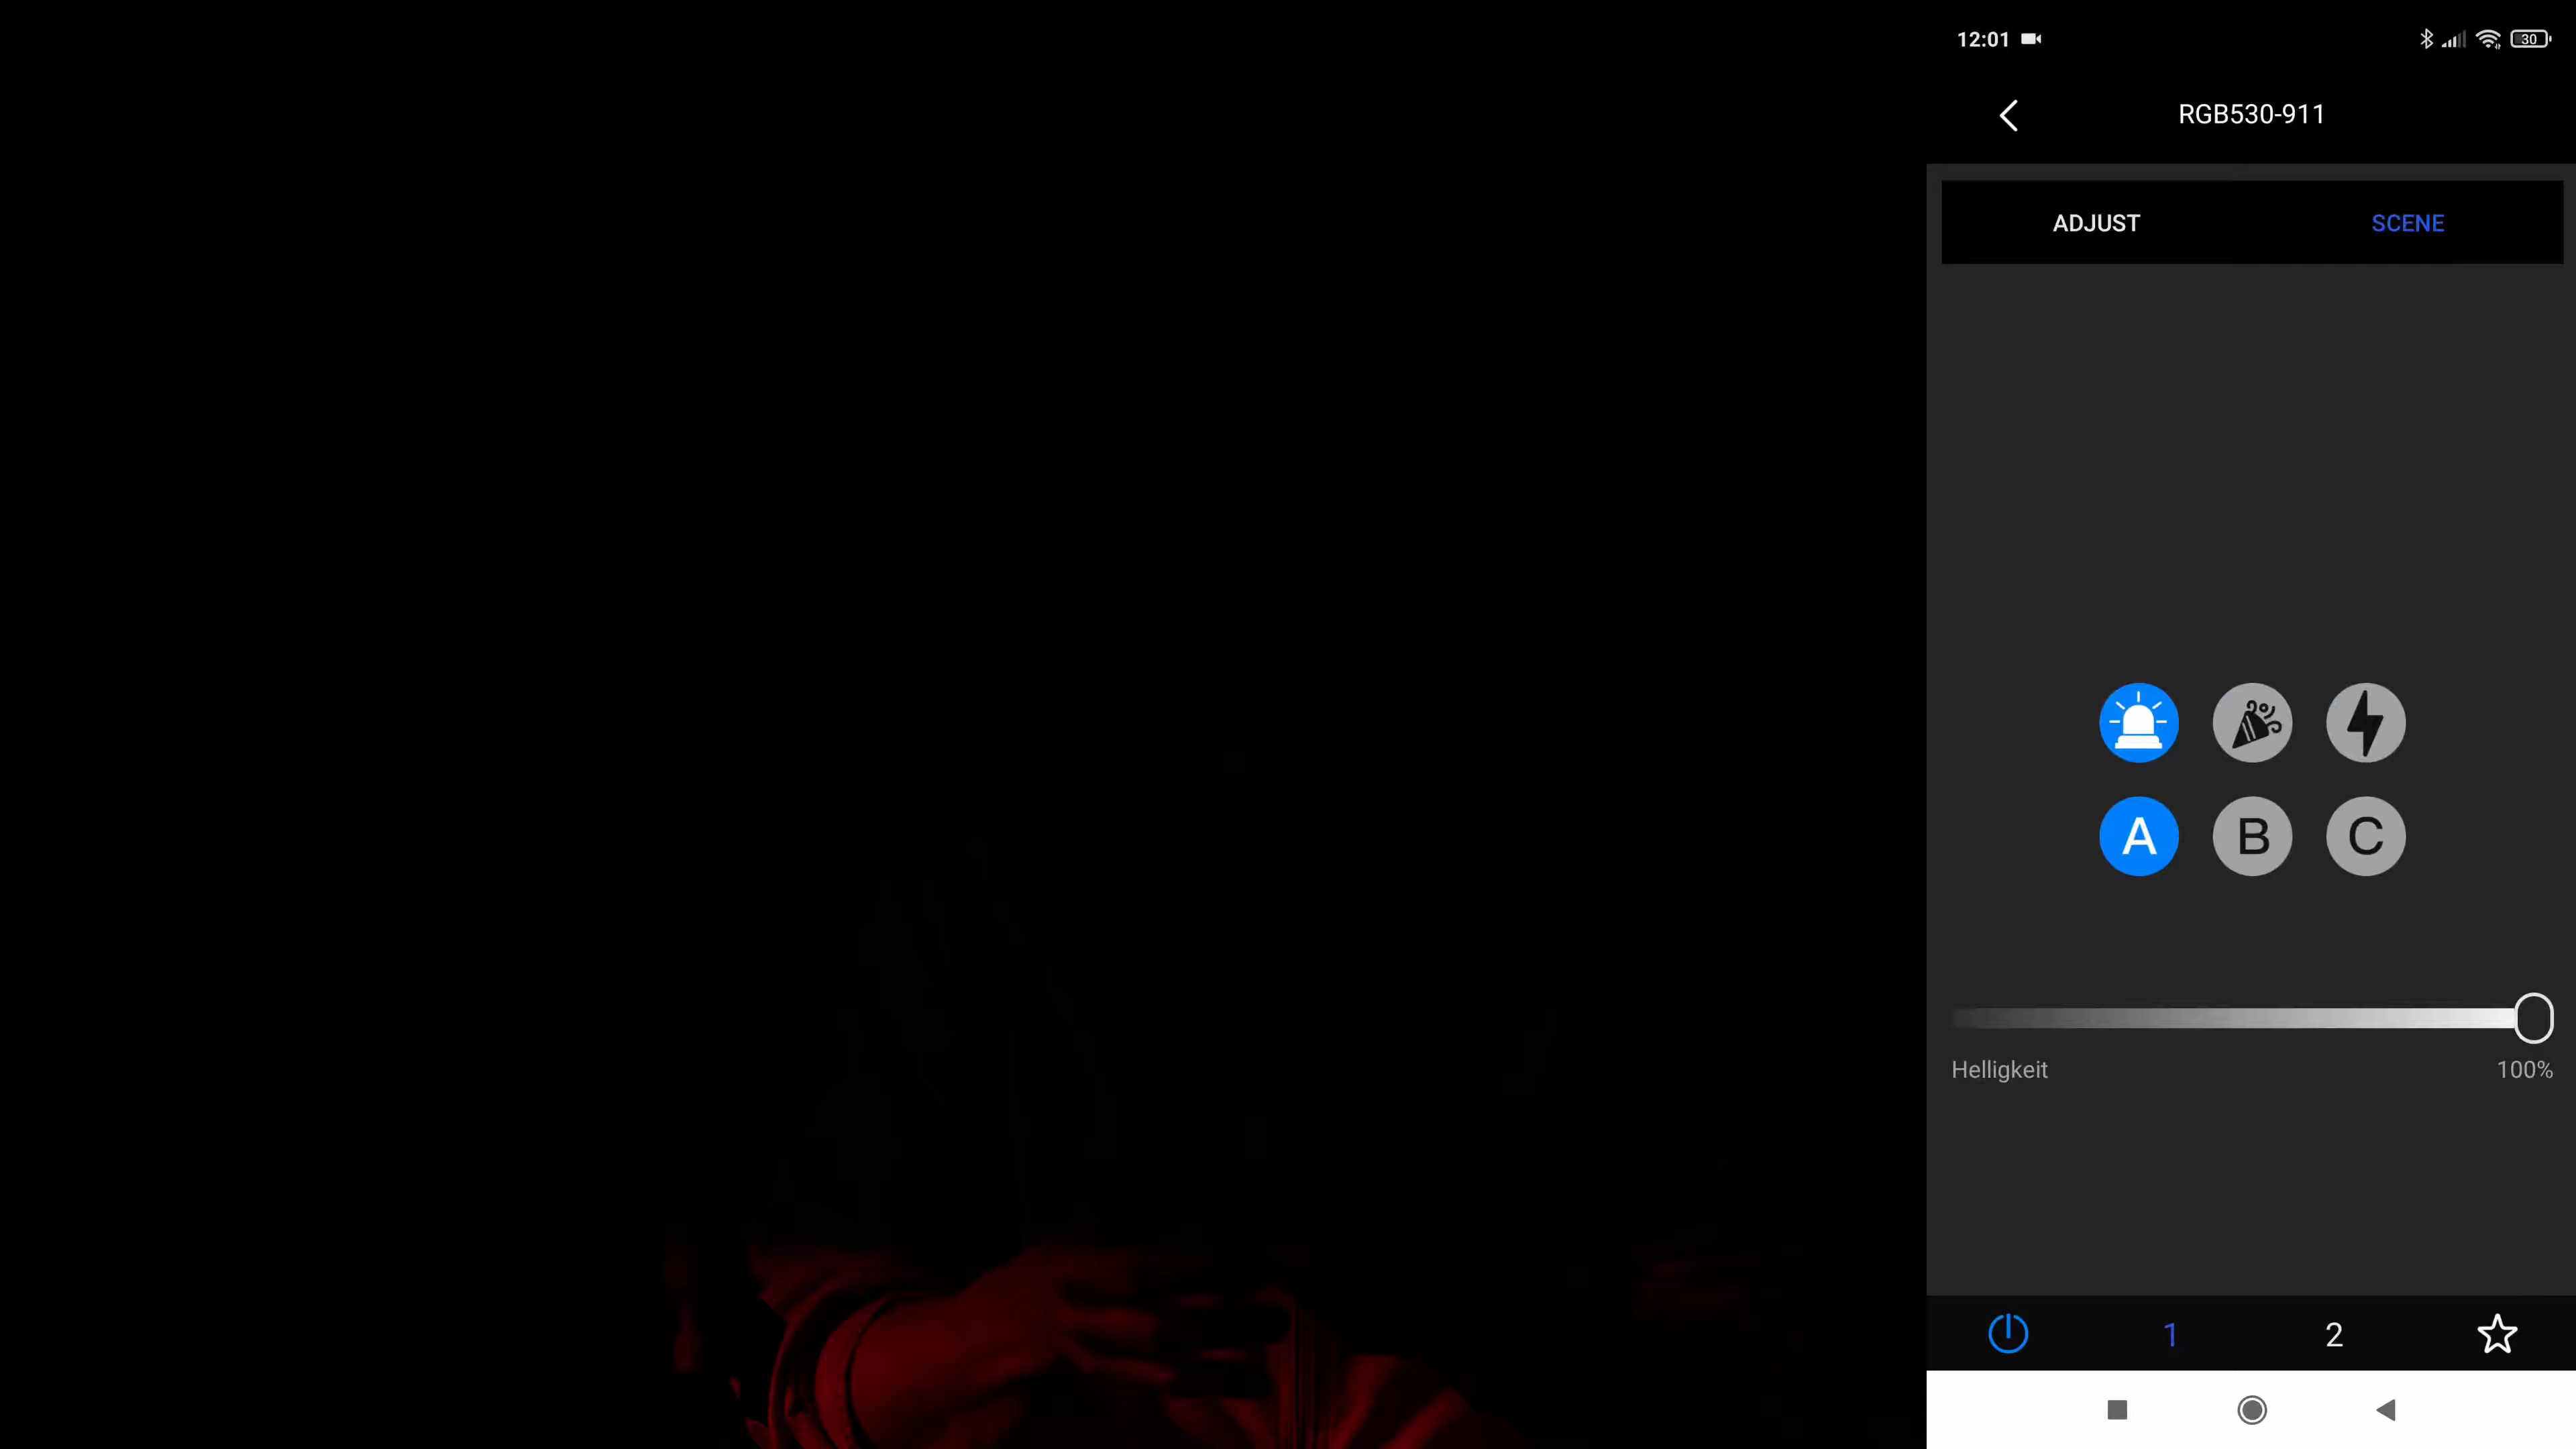 12:01
30
RGB530-911
ADJUST
SCENE
A
B
C
Helligkeit
100%
1
2